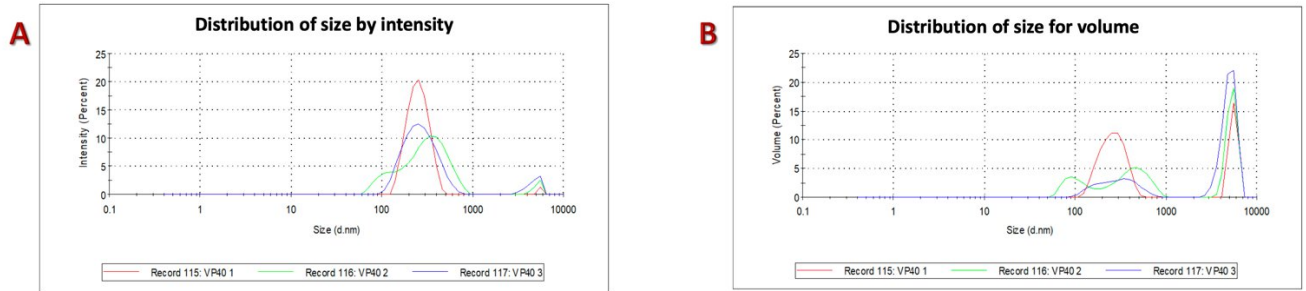 A
Distribution of size by intensity
25
20
15
10
5
0
Intensity (Percent)
0.1 1 10 100 1000 10000
Size (d.nm)
Record 115: VP40 1 Record 116: VP40 2 Record 117: VP40 3
B
Distribution of size for volume
25
20
15
10
5
0
Volume (Percent)
0.1 1 10 100 1000 10000
Size (d.nm)
Record 115: VP40 1 Record 116: VP40 2 Record 117: VP40 3